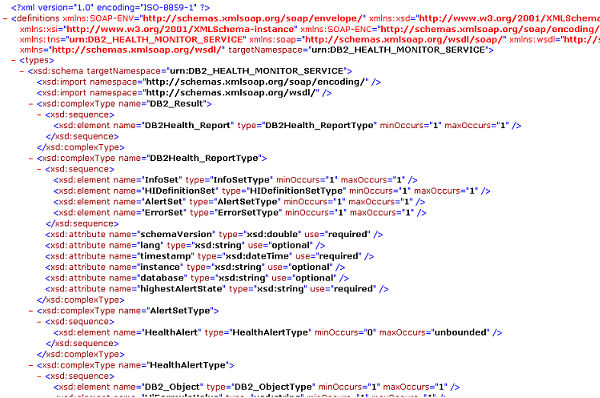 <?xml version="1.0" encoding="ISO-8859-1" ?>
- <definitions xmlns:SOAP-ENV="http://schemas.xmlsoap.org/soap/envelope/" xmlns:xsd="http://www.w3.org/2001/XMLSchema
xmlns:xsi="http://www.w3.org/2001/XMLSchema-instance" xmlns:soap-enc="http://schemas.xmlsoap.org/soap/encoding/
xmlns:tns="urn:DB2_HEALTH_MONITOR_SERVICE" xmlns:soap="http://schemas.xmlsoap.org/wsdl/soap/" xmlns:wsdl="http://s
xmlns="http://schemas.xmlsoap.org/wsdl/" targetNamespace="urn:DB2_HEALTH_MONITOR_SERVICE">
- <types>
- <xsd:schema targetNamespace="urn:DB2_HEALTH_MONITOR_SERVICE">
<xsd:import namespace="http://schemas.xmlsoap.org/soap/encoding/" />
<xsd:import namespace="http://schemas.xmlsoap.org/wsdl/" />
- <xsd:complexType name="DB2_Result">
- <xsd:sequence>
<xsd:element name="DB2Health_Report" type="DB2Health_ReportType" minOccurs="1" maxOccurs="1" />
</xsd:sequence>
</xsd:complexType>
- <xsd:complexType name="DB2Health_ReportType">
- <xsd:sequence>
<xsd:element name="InfoSet" type="InfoSetType" minOccurs="1" maxOccurs="1" />
<xsd:element name="HIDefinitionSet" type="HIDefinitionSetType" minOccurs="1" maxOccurs="1" />
<xsd:element name="AlertSet" type="AlertSetType" minOccurs="1" maxOccurs="1" />
<xsd:element name="ErrorSet" type="ErrorSetType" minOccurs="1" maxOccurs="1" />
</xsd:sequence>
<xsd:attribute name="schemaVersion" type="xsd:double" use="required" />
<xsd:attribute name="lang" type="xsd:string" use="optional" />
<xsd:attribute name="timestamp" type="xsd:dateTime" use="required" />
<xsd:attribute name="instance" type="xsd:string" use="optional" />
<xsd:attribute name="database" type="xsd:string" use="optional" />
<xsd:attribute name="highestAlertState" type="xsd:string" use="required" />
</xsd:complexType>
- <xsd:complexType name="AlertSetType">
- <xsd:sequence>
<xsd:element name="HealthAlert" type="HealthAlertType" minOccurs="0" maxOccurs="unbounded" />
</xsd:sequence>
</xsd:complexType>
- <xsd:complexType name="HealthAlertType">
- <xsd:sequence>
<xsd:element name="DB2_Object" type="DB2_ObjectType" minOccurs="1" maxOccurs="1" />